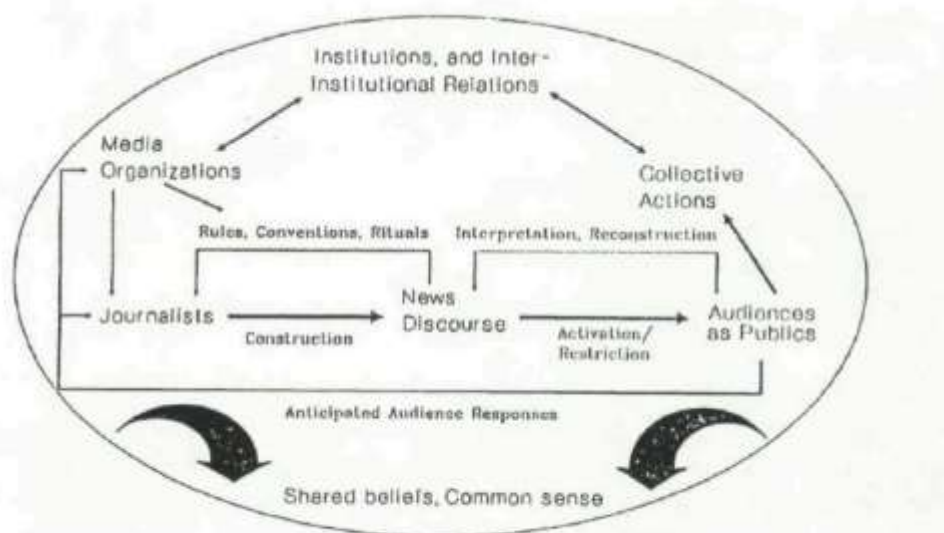 Institutions, and Inter-
Institutional Relations
Media
Organizations
Collective
Actions
Rules, Conventions, Rituals
Interpretation, Reconstruction
Journalists
Construction
News
Discourse
Activation/
Restriction
Audiences
as Publics
Anticipated Audience Responses
Shared beliefs, Common sense